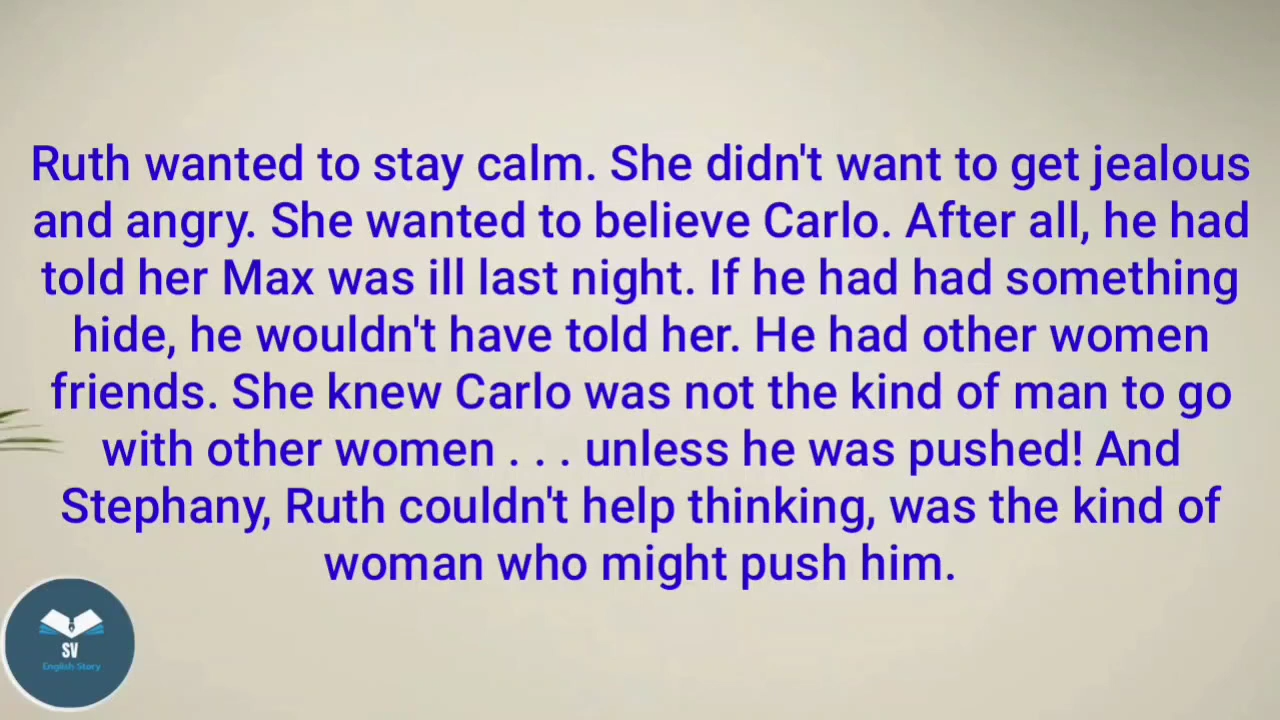 Ruth wanted to stay calm. She didn't want to get jealous
and angry. She wanted to believe Carlo. After all, he had
told her Max was ill last night. If he had had something
hide, he wouldn't have told her. He had other women
friends. She knew Carlo was not the kind of man to go
with other women . . . unless he was pushed! And
Stephany, Ruth couldn't help thinking, was the kind of
woman who might push him.
SV
English Story